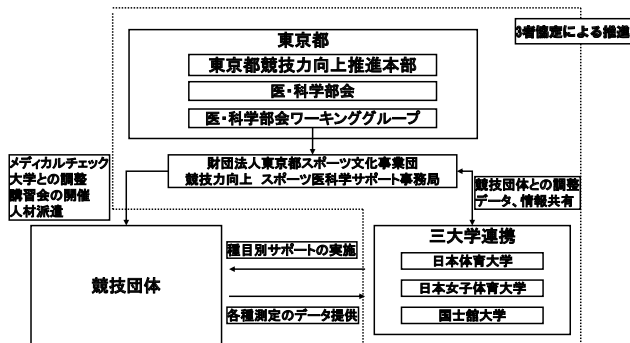 3者協定による推進
東京都
東京都競技力向上推進本部
医・科学部会
医・科学部会ワーキンググループ
財団法人東京都スポーツ文化事業団
競技力向上 スポーツ医科学サポート事務局
メディカルチェック
大学との調整
講習会の開催
人材派遣
競技団体との調整
データ、情報共有
競技団体
種目別サポートの実施
各種測定のデータ提供
三大学連携
日本体育大学
日本女子体育大学
国士館大学